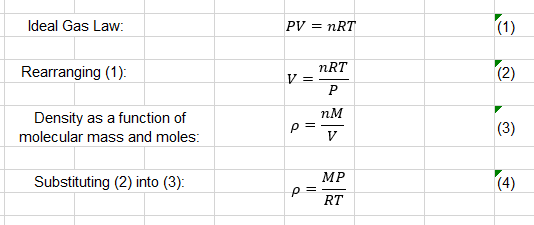 Ideal Gas Law: PV = nRT (1)
Rearranging (1): V = nRT/P (2)
Density as a function of
molecular mass and moles: ρ = nM/V (3)
Substituting (2) into (3): ρ = MP/RT (4)